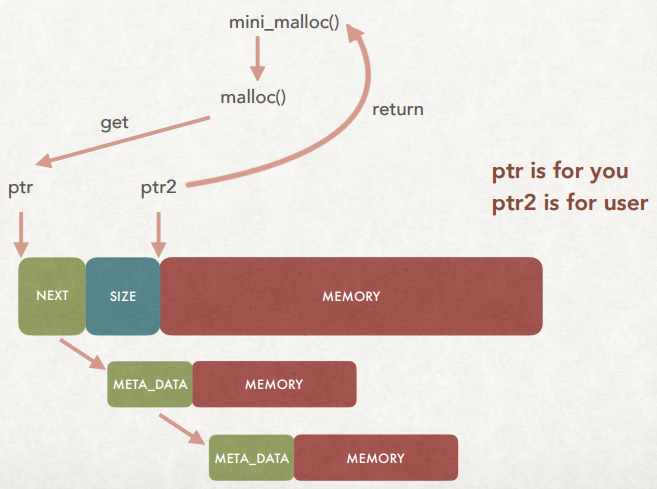 mini_malloc()
malloc()
get
return
ptr
ptr2
ptr is for you
ptr2 is for user
NEXT
SIZE
MEMORY
META_DATA
MEMORY
META_DATA
MEMORY